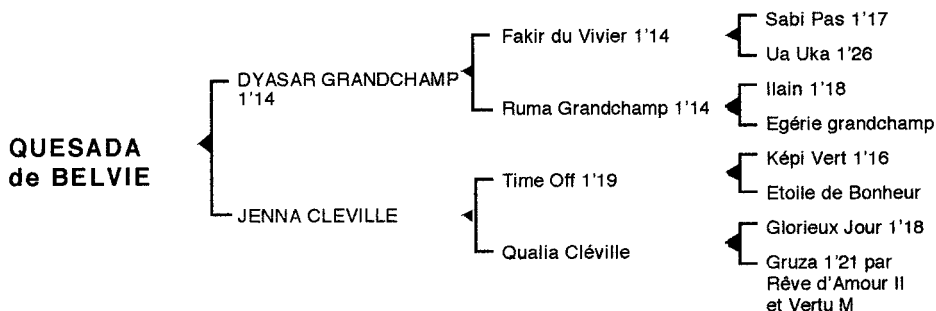 QUESADA
de BELVIE
DYASAR GRANDCHAMP
1'14
JENNA CLEVILLE
Fakir du Vivier 1'14
Ruma Grandchamp 1'14
Time Off 1'19
Qualia Cléville
Sabi Pas 1'17
Ua Uka 1'26
Ilain 1'18
Egérie grandchamp
Képi Vert 1'16
Etoile de Bonheur
Glorieux Jour 1'18
Gruza 1'21 par
Rêve d'Amour II
et Vertu M